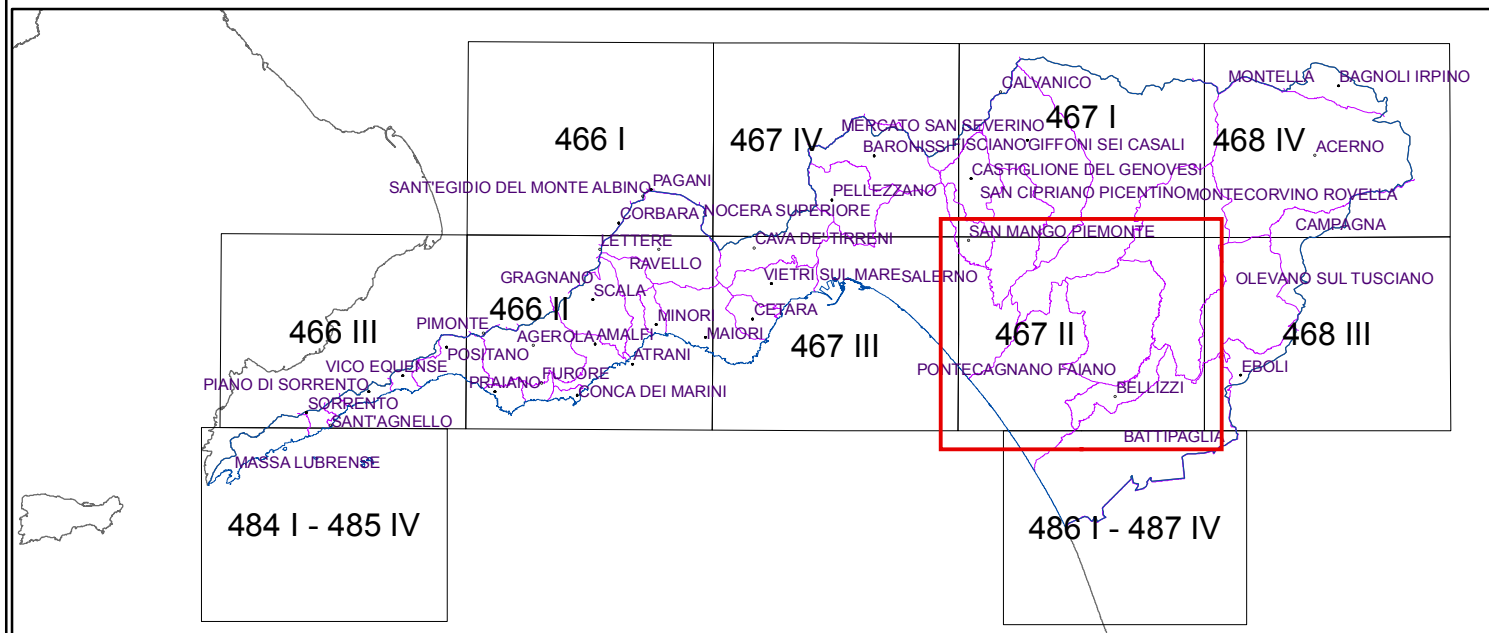 CALVANICO
MONTELLA
BAGNOLI IRPINO
467 I
466 I
467 IV
MERCATO SAN SEVERINO
468 IV
BARONISSI
FISCIANO
GIFFONI SEI CASALI
ACERNO
CASTIGLIONE DEL GENOVESI
SANT'EGIDIO DEL MONTE ALBINO
PAGANI
PELLEZZANO
SAN CIPRIANO PICENTINO
MONTECORVINO ROVELLA
CORBARA
NOCERA SUPERIORE
CAMPAGNA
SAN MANGO PIEMONTE
LETTERE
CAVA DE' TIRRENI
RAVELLO
GRAGNANO
VIETRI SUL MARE
SALERNO
OLEVANO SUL TUSCIANO
SCALA
466 II
MINORI
CETARA
466 III
PIMONTE
AGEROLA
AMALFI
MAIORI
467 III
467 II
468 III
POSITANO
ATRANI
VICO EQUENSE
PONTECAGNANO FAIANO
EBOLI
PIANO DI SORRENTO
PRAIANO
FURORE
CONCA DEI MARINI
BELLIZZI
SORRENTO
SANT'AGNELLO
BATTIPAGLIA
MASSA LUBRENSE
484 I - 485 IV
486 I - 487 IV